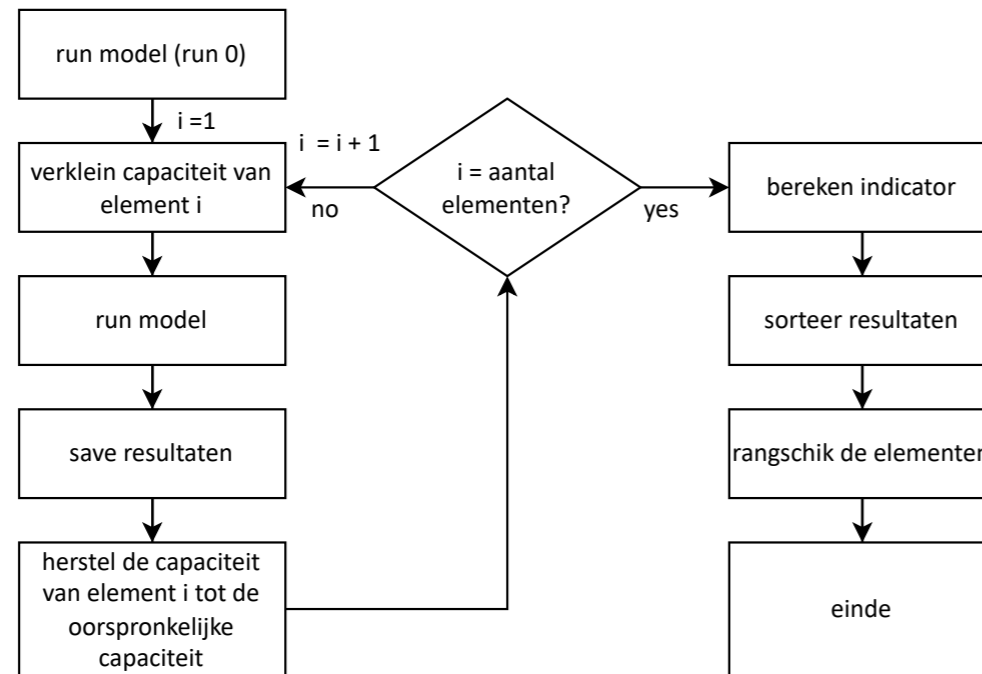 run model (run 0)
i =1
verklein capaciteit van
element i
run model
save resultaten
herstel de capaciteit
van element i tot de
oorspronkelijke
capaciteit
i = aantal
elementen?
i = i + 1
no
yes
bereken indicator
sorteer resultaten
rangschik de elementen
einde